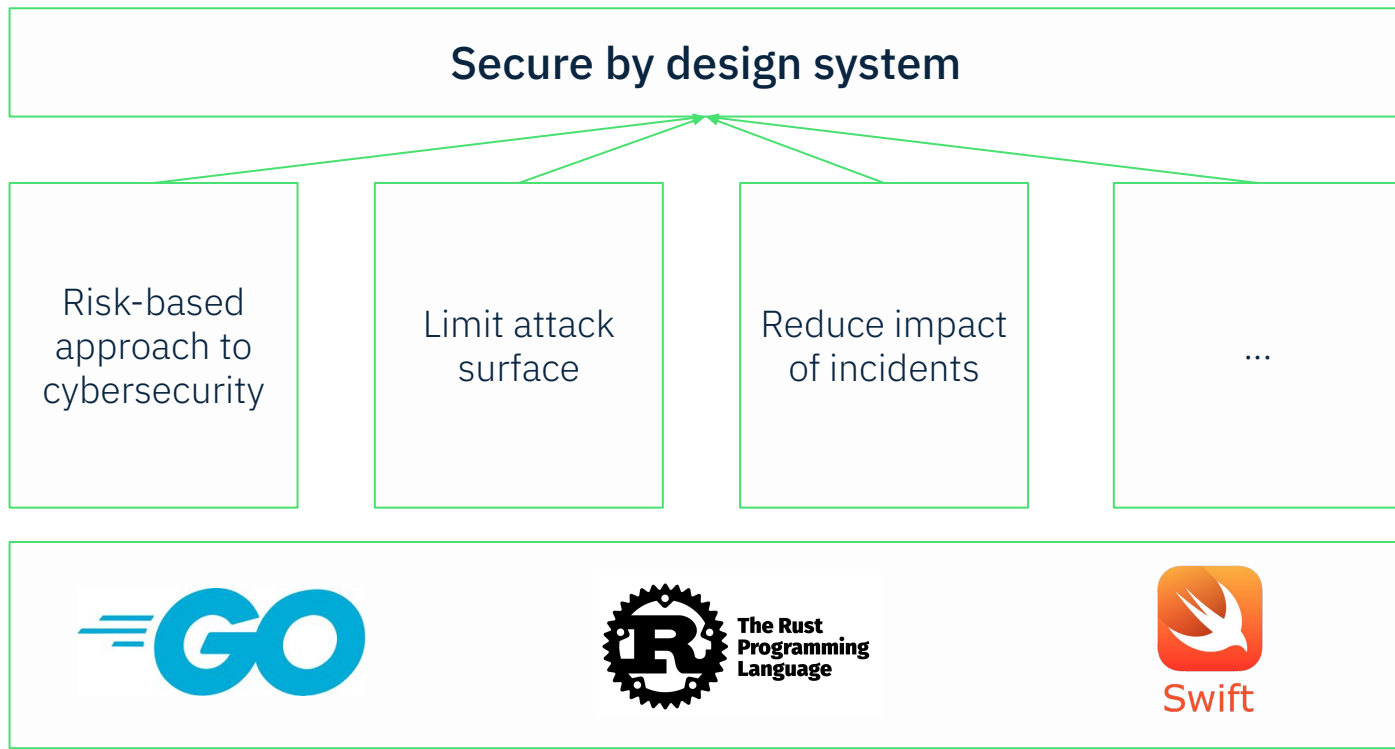 Secure by design system
Risk-based
approach to
cybersecurity
Limit attack
surface
Reduce impact
of incidents
...
GO
R
The Rust
Programming
Language
Swift